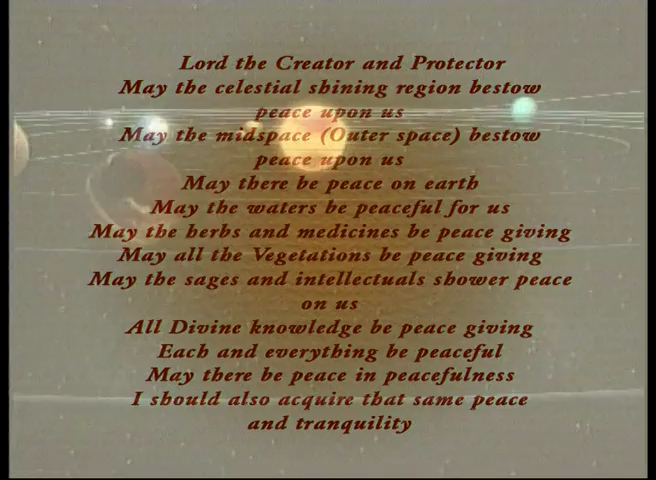 Lord the Creator and Protector
May the celestial shining region bestow
peace upon us
May the midspace (Outer space) bestow
peace upon us
May there be peace on earth
May the waters be peaceful for us
May the herbs and medicines be peace giving
May all the Vegetations be peace giving
May the sages and intellectuals shower peace
on us
All Divine knowledge be peace giving
Each and everything be peaceful
May there be peace in peacefulness
I should also acquire that same peace
and tranquility